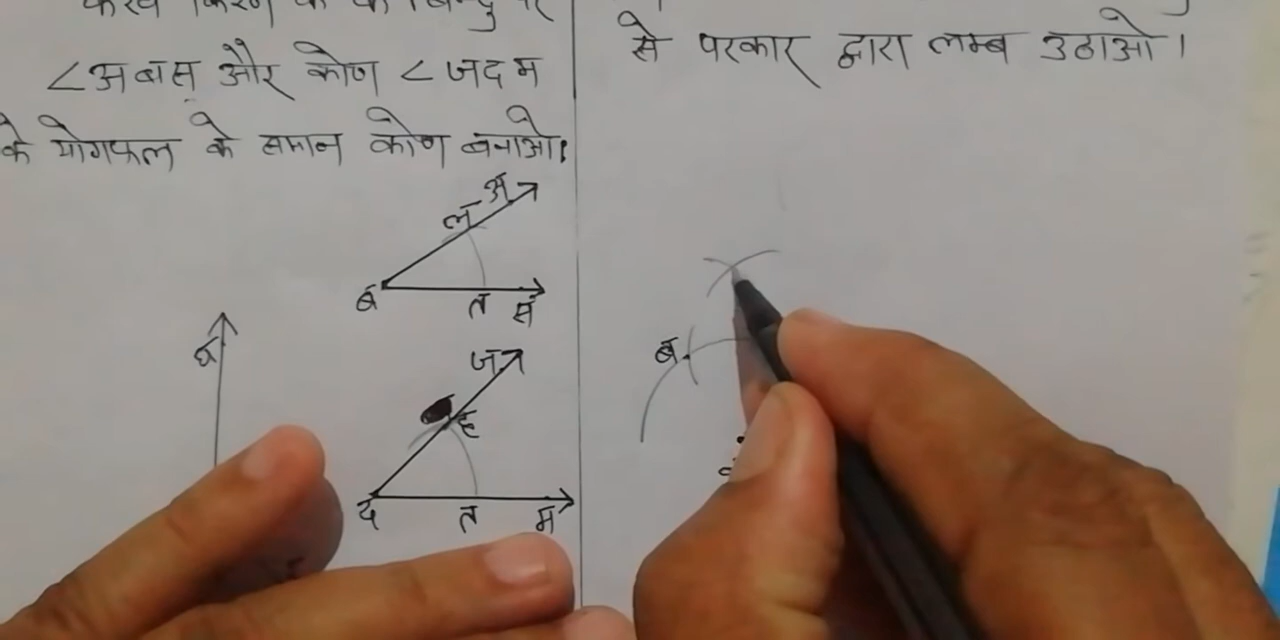 ∠अबस और कोण ∠जदम
के योगफल के समान कोण बनाओ।
से परकार द्वारा लम्ब उठाओ।
अ
ल
ब
त
स
घ
ज
ह
द
त
म
ब